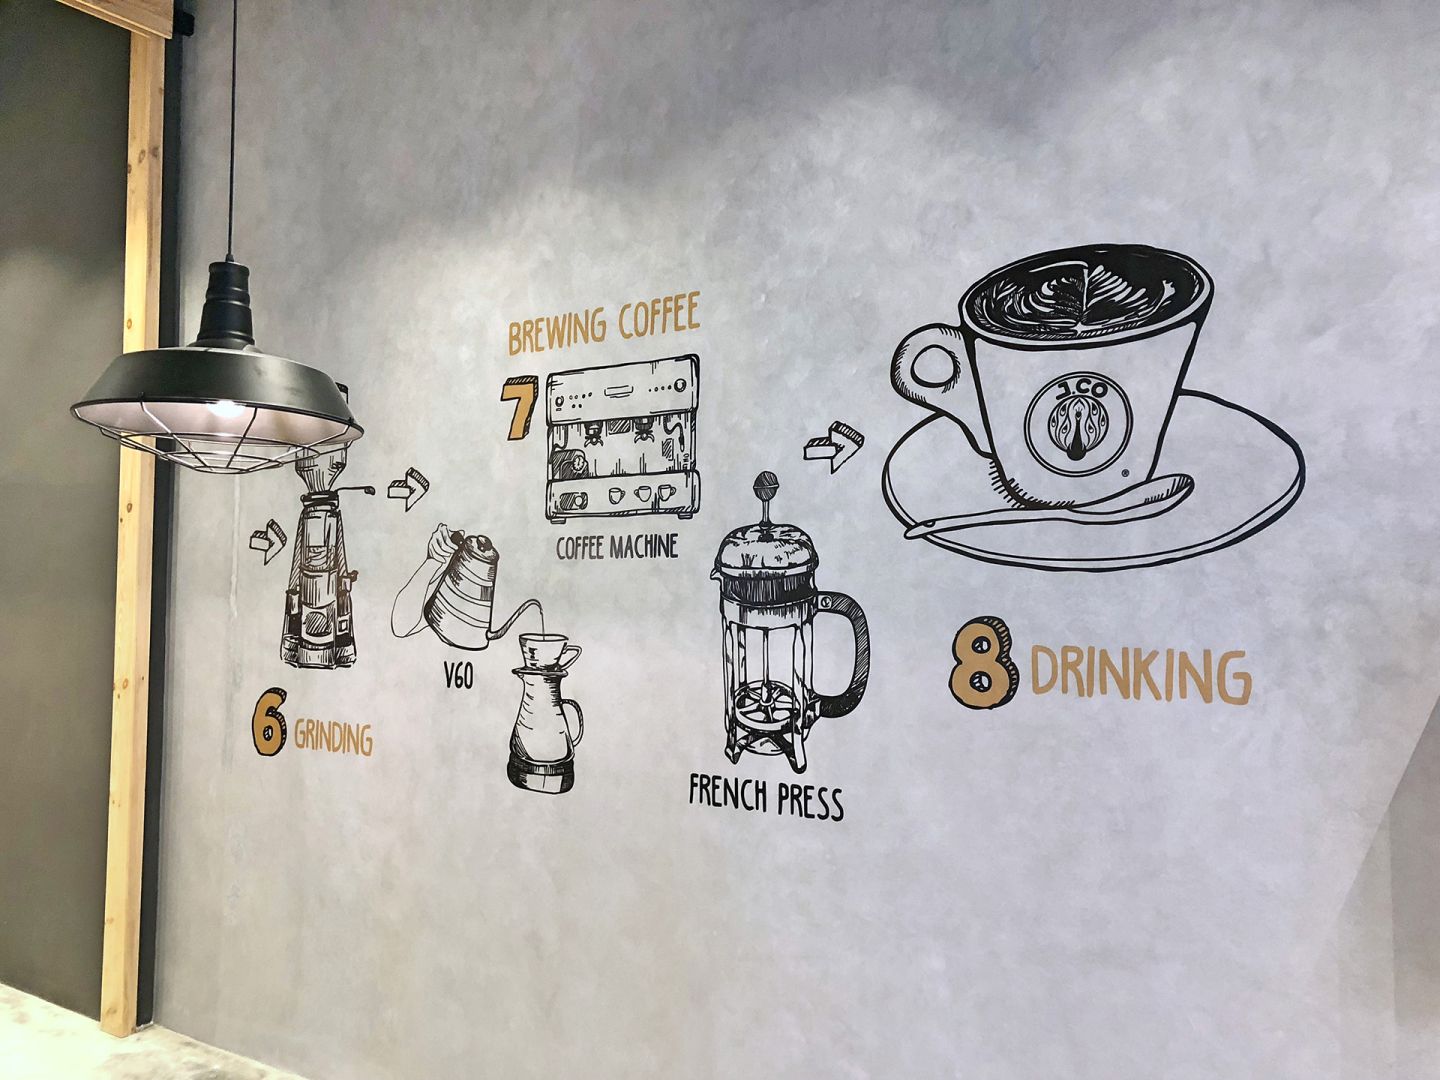 6 GRINDING
BREWING COFFEE
7
COFFEE MACHINE
V60
FRENCH PRESS
J.CO
®
8 DRINKING